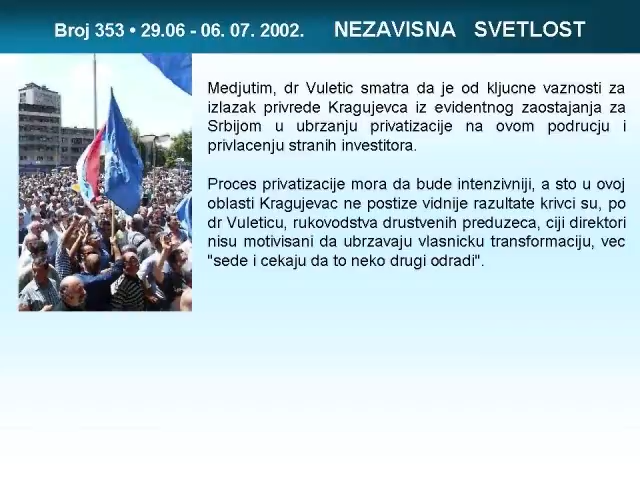 Broj 353 • 29.06 - 06. 07. 2002. NEZAVISNA SVETLOST
Medjutim, dr Vuletic smatra da je od kljucne vaznosti za
izlazak privrede Kragujevca iz evidentnog zaostajanja za
Srbijom u ubrzanju privatizacije na ovom podrucju i
privlacenju stranih investitora.
Proces privatizacije mora da bude intenzivniji, a sto u ovoj
oblasti Kragujevac ne postize vidnije razultate krivci su, po
dr Vuleticu, rukovodstva drustvenih preduzeca, ciji direktori
nisu motivisani da ubrzavaju vlasnicku transformaciju, vec
"sede i cekaju da to neko drugi odradi".